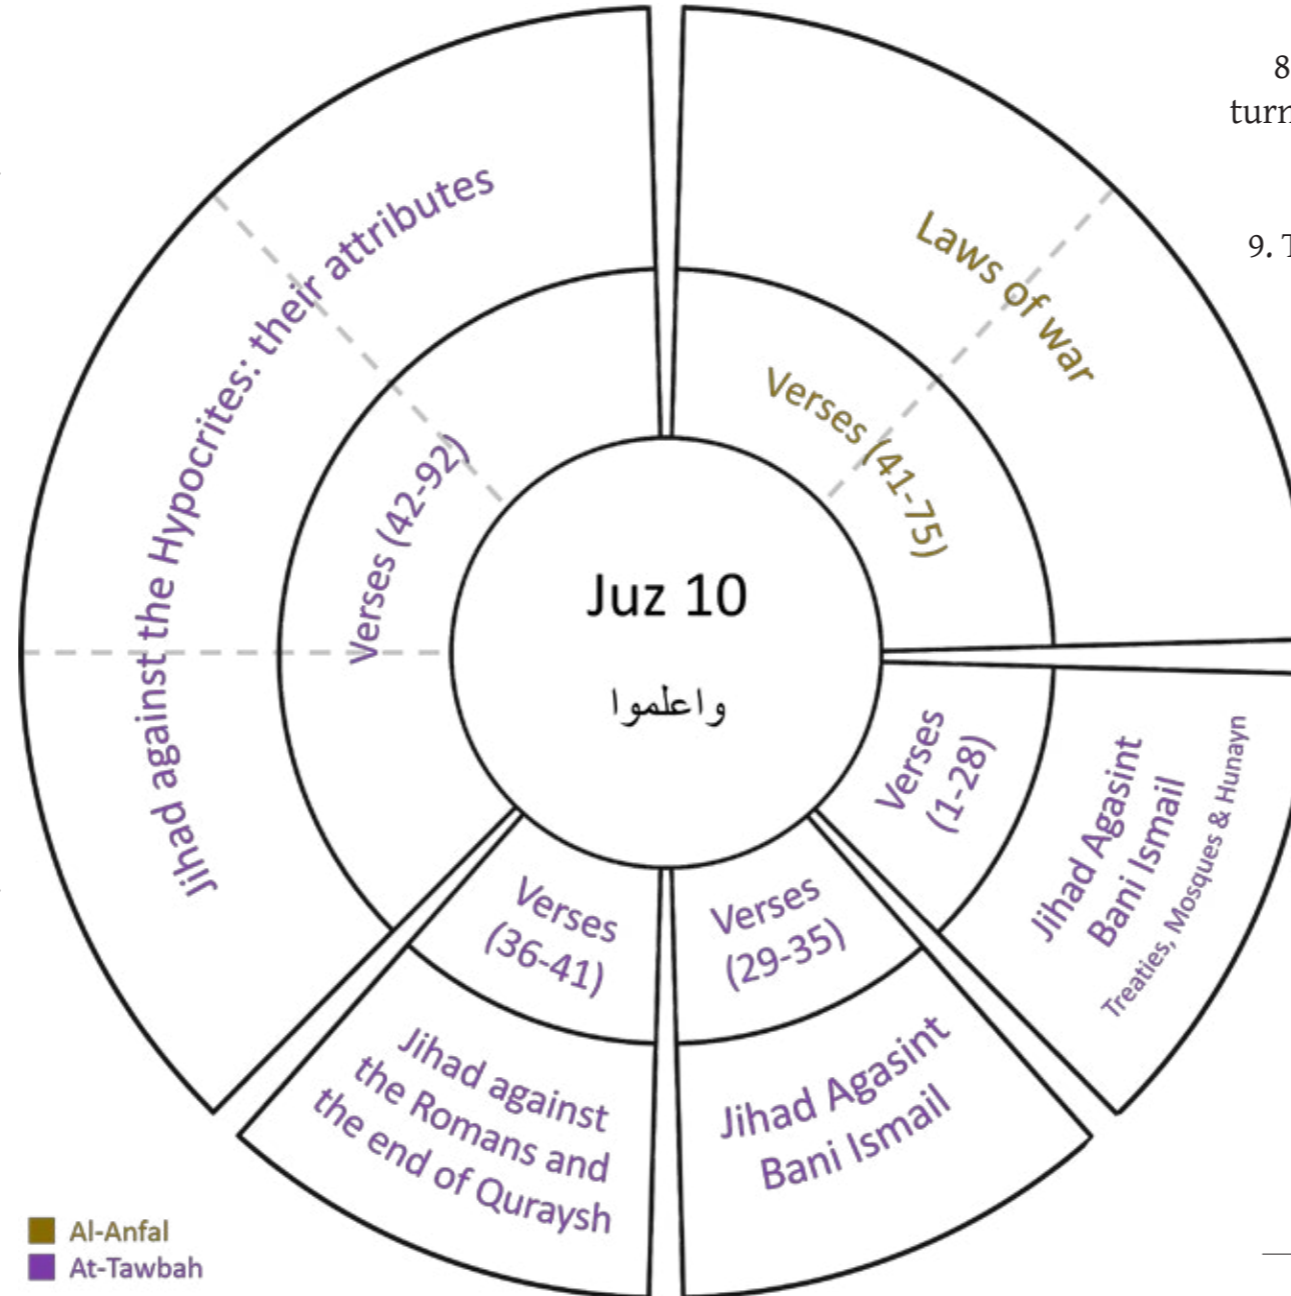 8
turn
9. T
Juz 10
واعلموا
Laws of war
Verses (41-75)
Verses
(1-28)
Jihad Agasint
Bani Ismail
Treaties, Mosques & Hunayn
Verses
(29-35)
Jihad Agasint
Bani Ismail
Verses
(36-41)
Jihad against
the Romans and
the end of Quraysh
Verses (42-92)
Jihad against the Hypocrites: their attributes
Al-Anfal
At-Tawbah